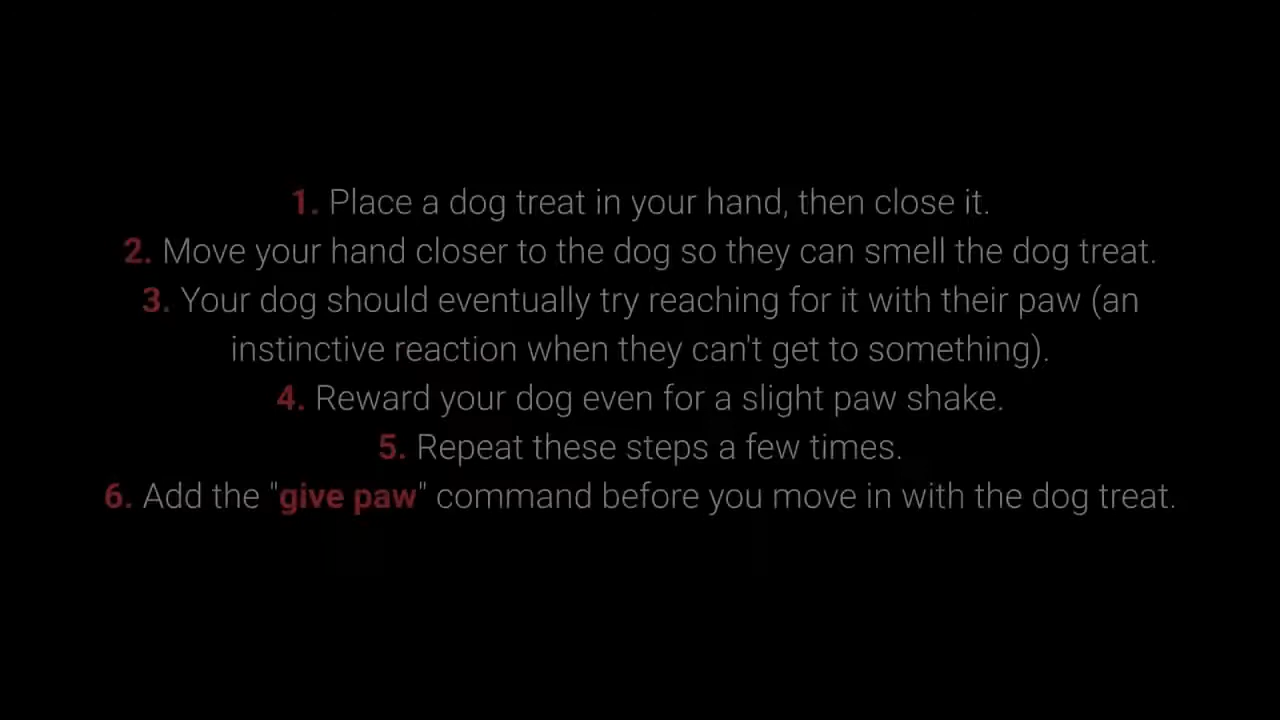 1. Place a dog treat in your hand, then close it.
2. Move your hand closer to the dog so they can smell the dog treat.
3. Your dog should eventually try reaching for it with their paw (an
instinctive reaction when they can't get to something).
4. Reward your dog even for a slight paw shake.
5. Repeat these steps a few times.
6. Add the "give paw" command before you move in with the dog treat.